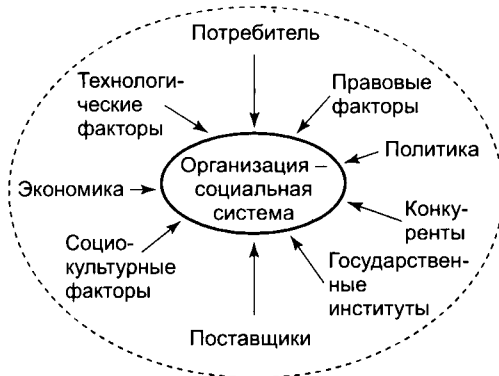 Потребитель
Технологи-
ческие
факторы
Правовые
факторы
Политика
Организация –
социальная
система
Экономика
Конку-
ренты
Социо-
культурные
факторы
Государствен-
ные
институты
Поставщики